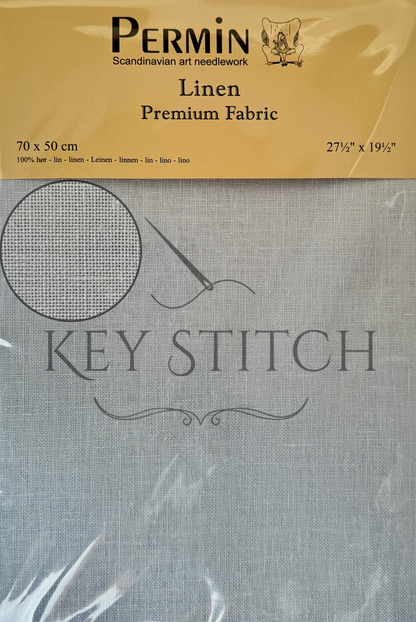 PERMIN
Scandinavian art needlework
Linen
Premium Fabric
70 x 50 cm
27½" x 19½"
100% hør - lin - linen - Leinen - linnen - lin - lino - lino
KEY STITCH